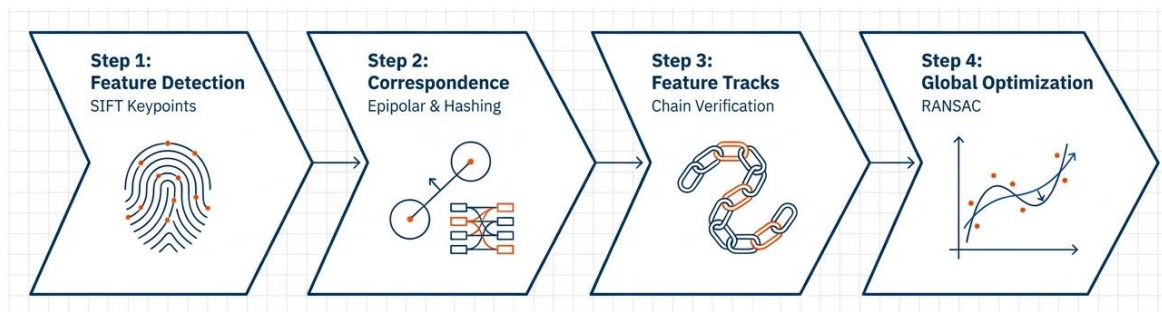 Step 1:
Feature Detection
SIFT Keypoints
Step 2:
Correspondence
Epipolar & Hashing
Step 3:
Feature Tracks
Chain Verification
Step 4:
Global Optimization
RANSAC